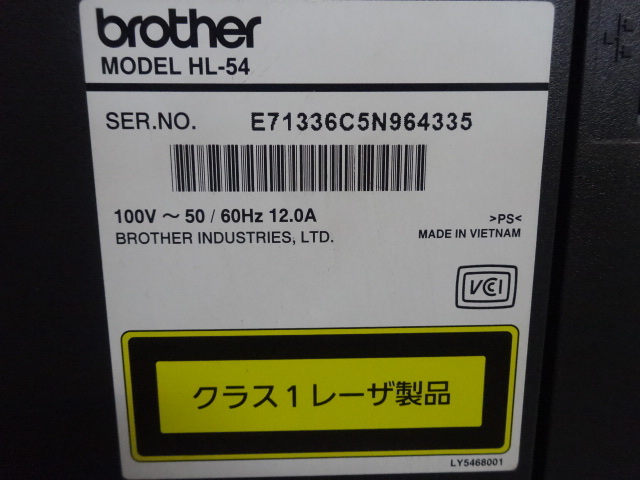 brother
MODEL HL-54
SER.NO. E71336C5N964335
100V ～ 50 / 60Hz 12.0A
>PS<
BROTHER INDUSTRIES, LTD.
MADE IN VIETNAM
VCI
クラス1レーザ製品
LY5468001